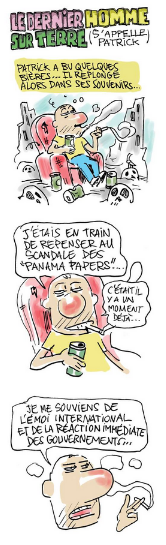 LE DERNIER HOMME
SUR TERRE (S'APPELLE
PATRICK)
PATRICK A BU QUELQUES
BIÈRES... IL REPLONGE
ALORS DANS SES SOUVENIRS...
J'ÉTAIS EN TRAIN
DE REPENSER AU
SCANDALE DES
"PANAMA PAPERS"...
C'ÉTAIT IL
Y A UN
MOMENT
DÉJÀ...
JE ME SOUVIENS DE
L'ÉMOI INTERNATIONAL
ET DE LA RÉACTION IMMÉDIATE
DES GOUVERNEMENTS...